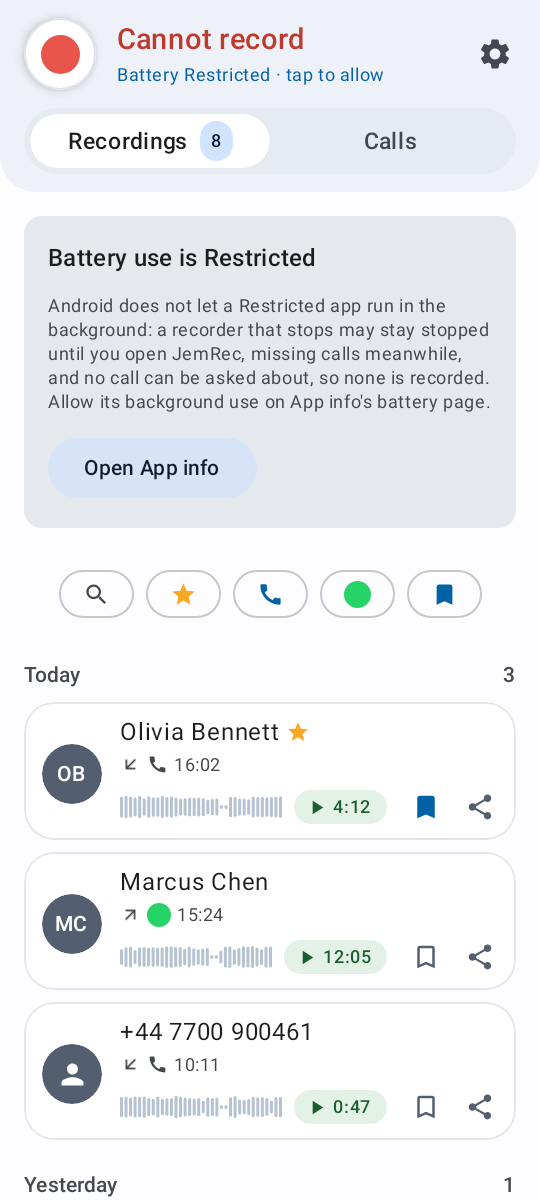 Cannot record
Battery Restricted · tap to allow
Recordings 8
Calls
Battery use is Restricted
Android does not let a Restricted app run in the
background: a recorder that stops may stay stopped
until you open JemRec, missing calls meanwhile,
and no call can be asked about, so none is recorded.
Allow its background use on App info's battery page.
Open App info
Today 3
OB
Olivia Bennett
16:02
4:12
MC
Marcus Chen
15:24
12:05
+44 7700 900461
10:11
0:47
Yesterday 1